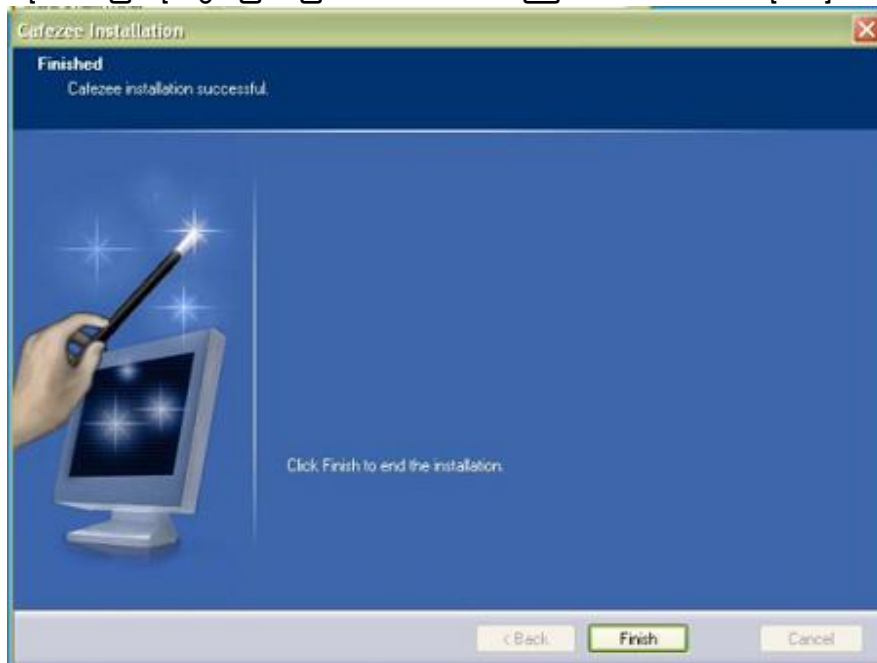 Cafezee Installation
Finished
Cafezee installation successful.
Click Finish to end the installation.
< Back
Finish
Cancel